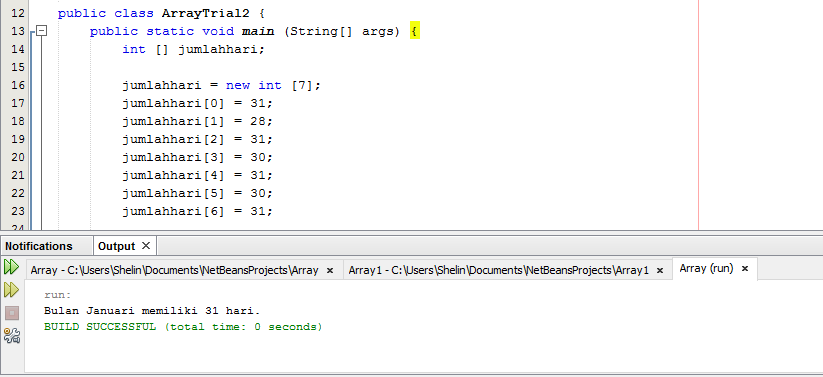 12 public class ArrayTrial2 {
13 public static void main (String[] args) {
14 int [] jumlahhari;
15
16 jumlahhari = new int [7];
17 jumlahhari[0] = 31;
18 jumlahhari[1] = 28;
19 jumlahhari[2] = 31;
20 jumlahhari[3] = 30;
21 jumlahhari[4] = 31;
22 jumlahhari[5] = 30;
23 jumlahhari[6] = 31;
24
Notifications Output
Array - C:\Users\Shelin\Documents\NetBeansProjects\Array Array1 - C:\Users\Shelin\Documents\NetBeansProjects\Array1 Array (run)
run:
Bulan Januari memiliki 31 hari.
BUILD SUCCESSFUL (total time: 0 seconds)